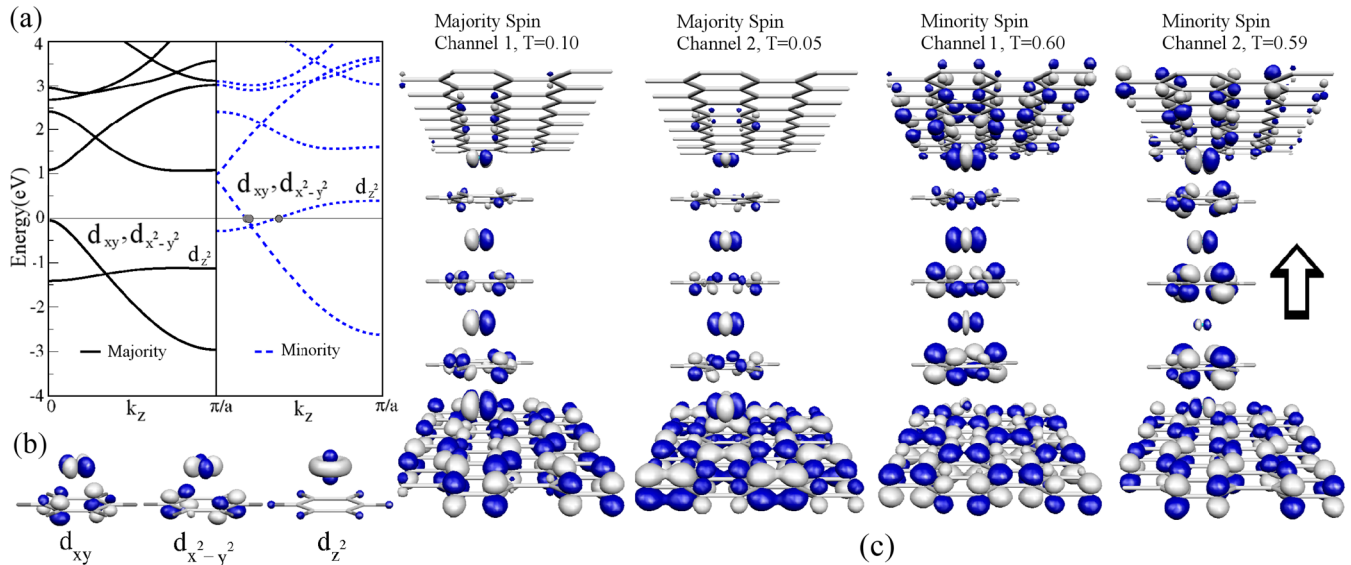 (a)
4
3
2
1
0
-1
-2
-3
-4
Energy(eV)
d_xy, d_x²-y²
d_z²
d_xy, d_x²-y²
d_z²
Majority
Minority
0
k_z
π/a
k_z
π/a
(b)
d_xy
d_x²-y²
d_z²
Majority Spin
Channel 1, T=0.10
Majority Spin
Channel 2, T=0.05
Minority Spin
Channel 1, T=0.60
Minority Spin
Channel 2, T=0.59
(c)